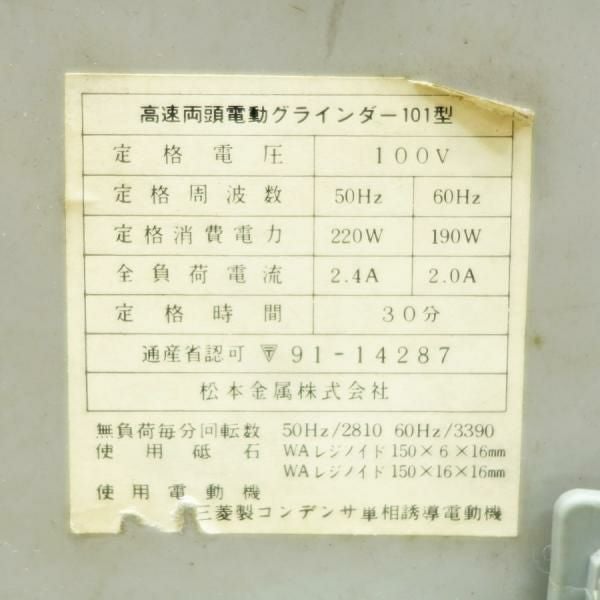 高速両頭電動グラインダー101型
定格電圧 100V
定格周波数 50Hz 60Hz
定格消費電力 220W 190W
全負荷電流 2.4A 2.0A
定格時間 30分
通産省認可 〒 91-14287
松本金属株式会社
無負荷毎分回転数 50Hz/2810 60Hz/3390
使用砥石 WAレジノイド150×6×16mm
WAレジノイド150×16×16mm
使用電動機
三菱製コンデンサ単相誘導電動機